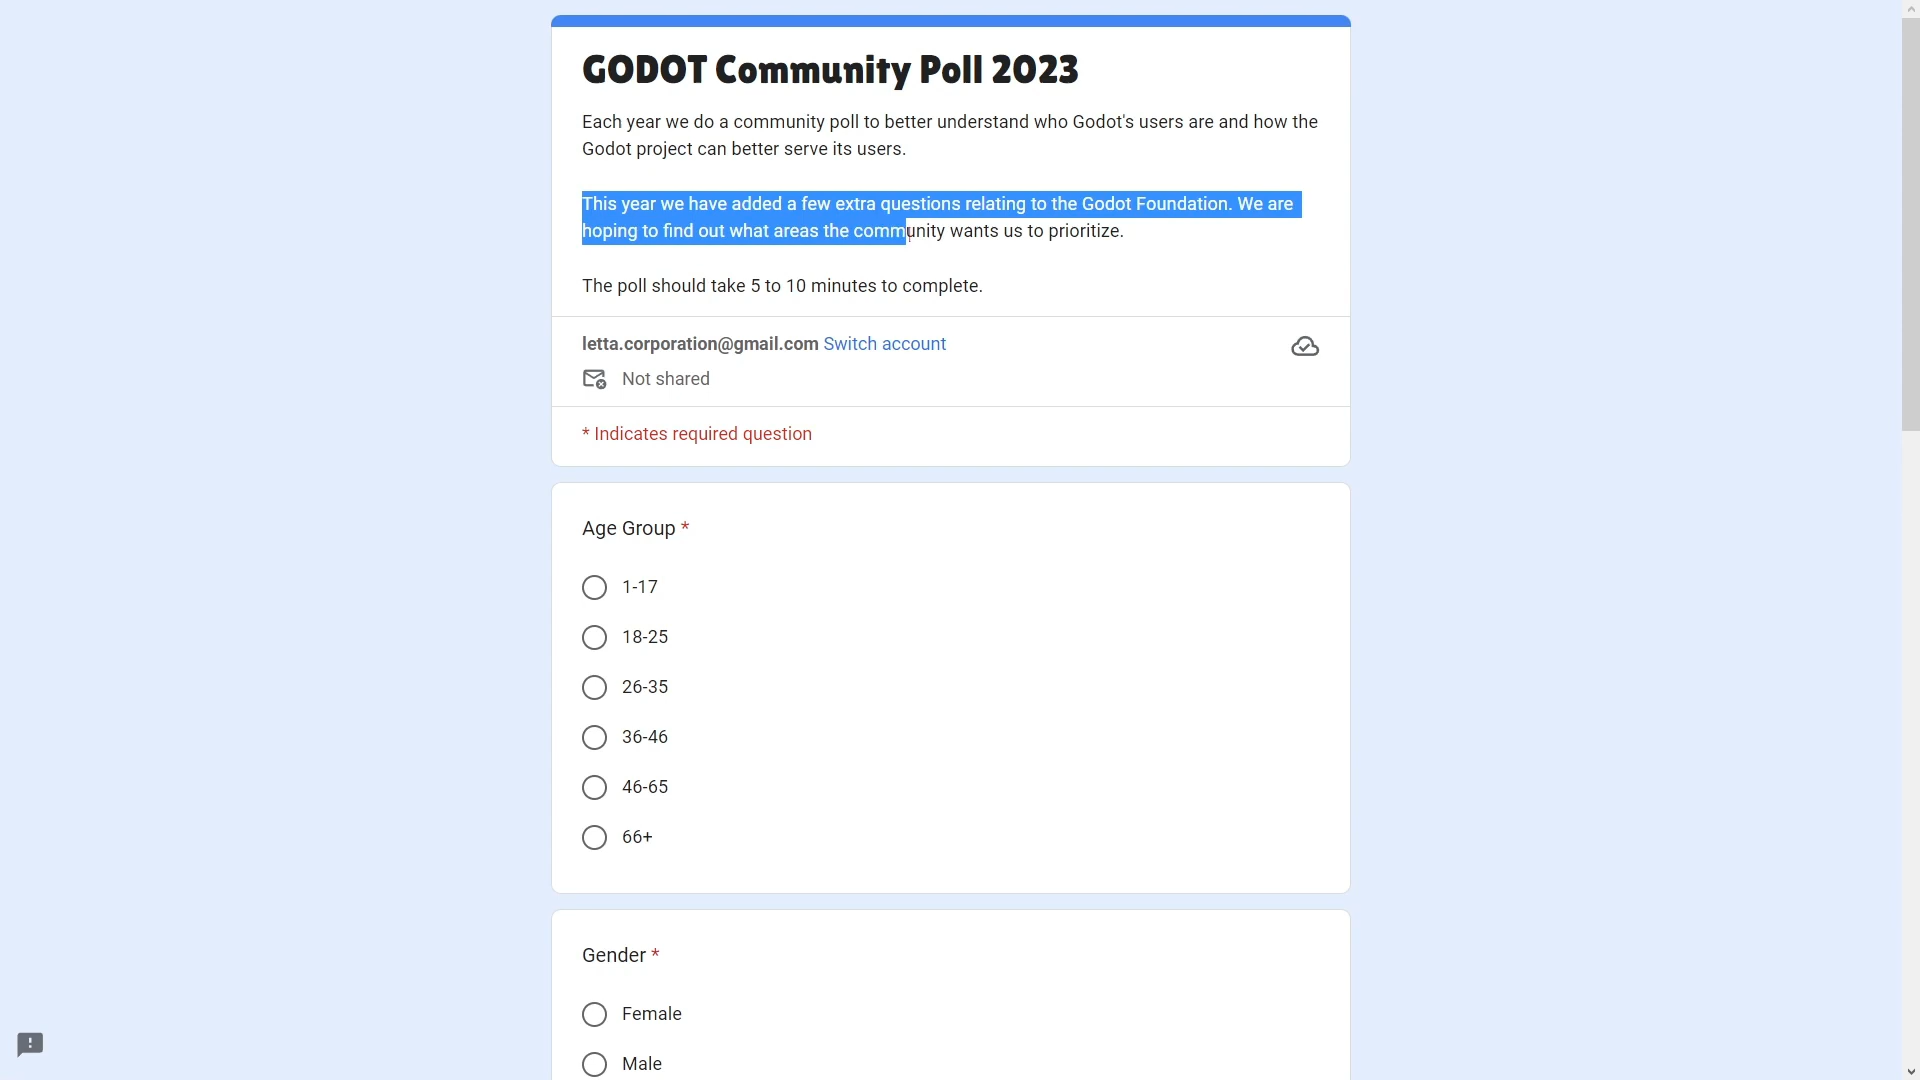 GODOT Community Poll 2023
Each year we do a community poll to better understand who Godot's users are and how the
Godot project can better serve its users.
This year we have added a few extra questions relating to the Godot Foundation. We are
hoping to find out what areas the community wants us to prioritize.
The poll should take 5 to 10 minutes to complete.
letta.corporation@gmail.com Switch account
Not shared
* Indicates required question
Age Group *
1-17
18-25
26-35
36-46
46-65
66+
Gender *
Female
Male